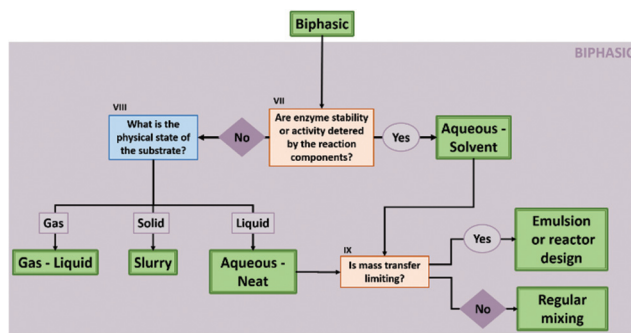 Biphasic
BIPHASIC
VIII
What is the
physical state of
the substrate?
No
VII
Are enzyme stability
or activity detered
by the reaction
components?
Yes
Aqueous -
Solvent
Gas
Solid
Liquid
Gas - Liquid
Slurry
Aqueous -
Neat
IX
Is mass transfer
limiting?
Yes
Emulsion
or reactor
design
No
Regular
mixing